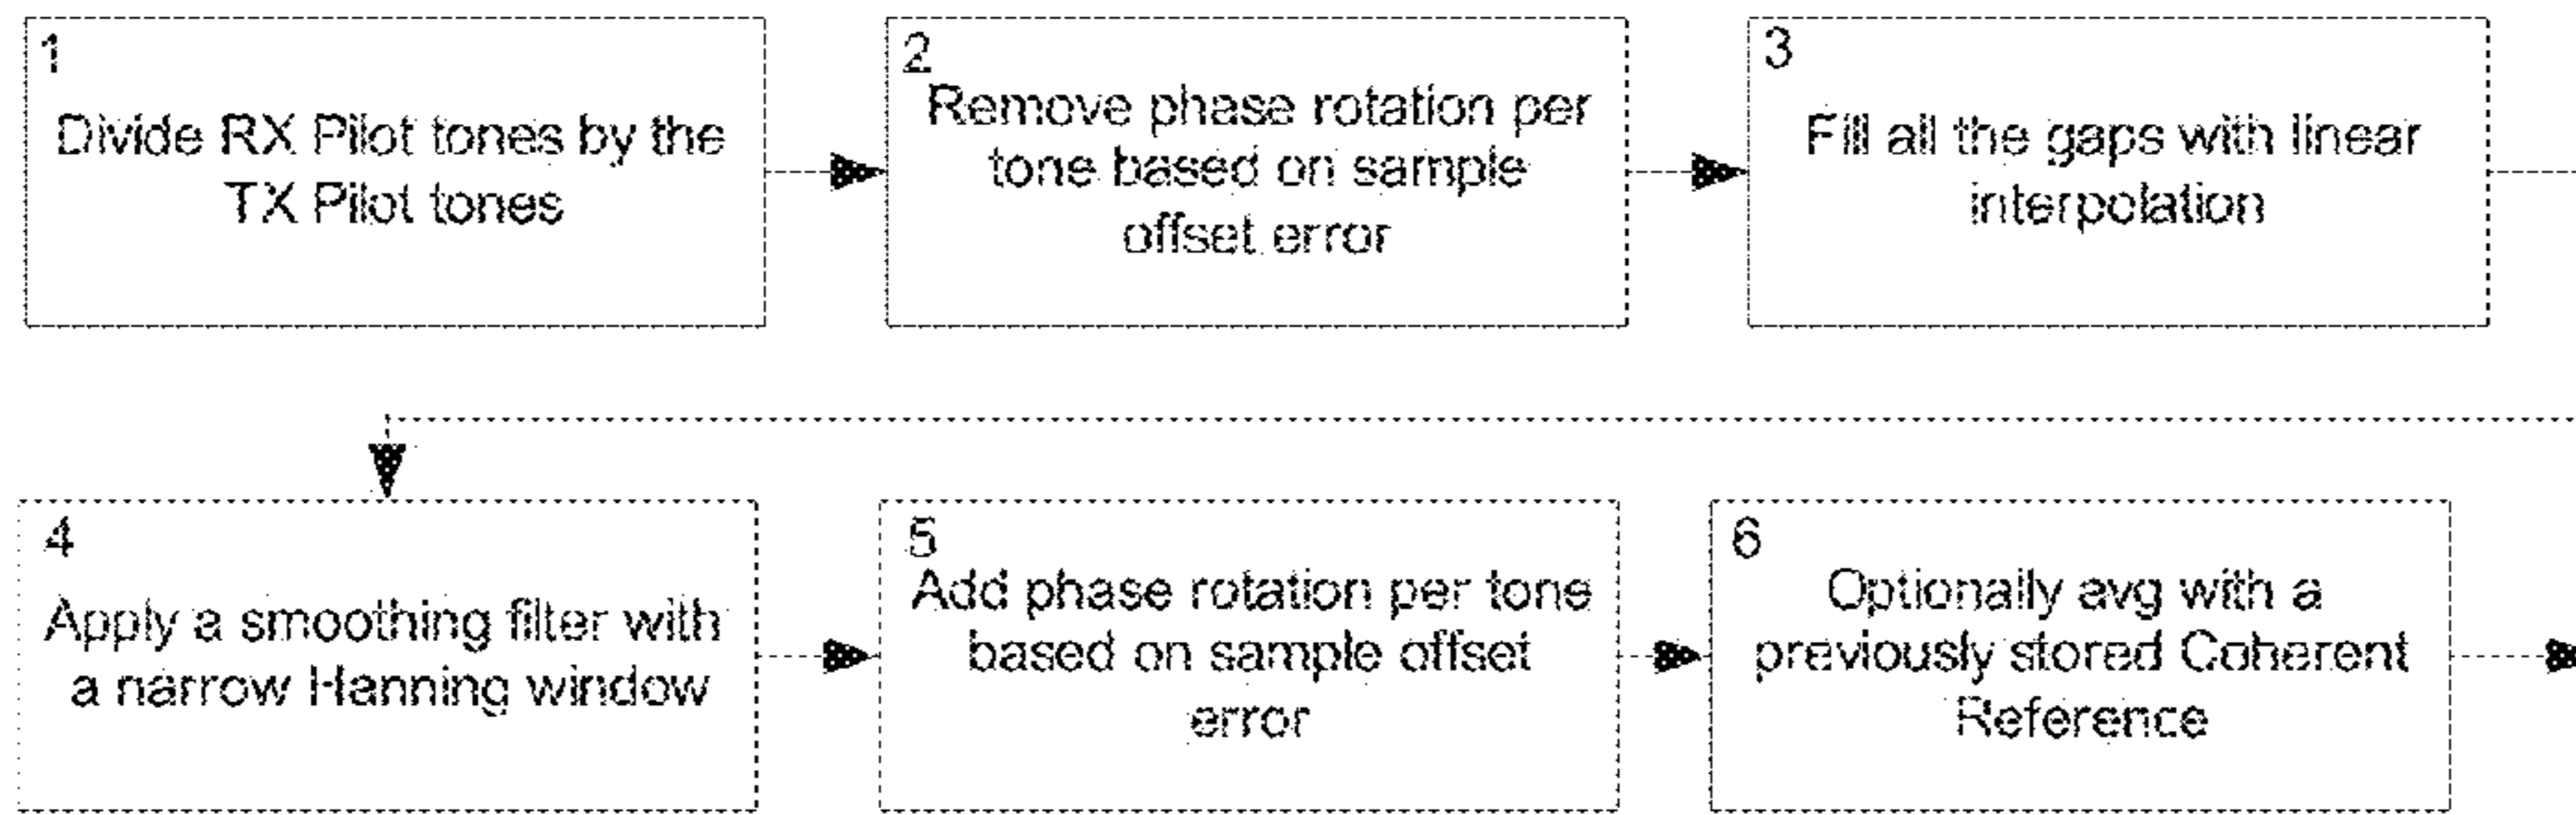 1
Divide RX Pilot tones by the
TX Pilot tones
2
Remove phase rotation per
tone based on sample
offset error
3
Fill all the gaps with linear
interpolation
4
Apply a smoothing filter with
a narrow Hanning window
5
Add phase rotation per tone
based on sample offset
error
6
Optionally avg with a
previously stored Coherent
Reference